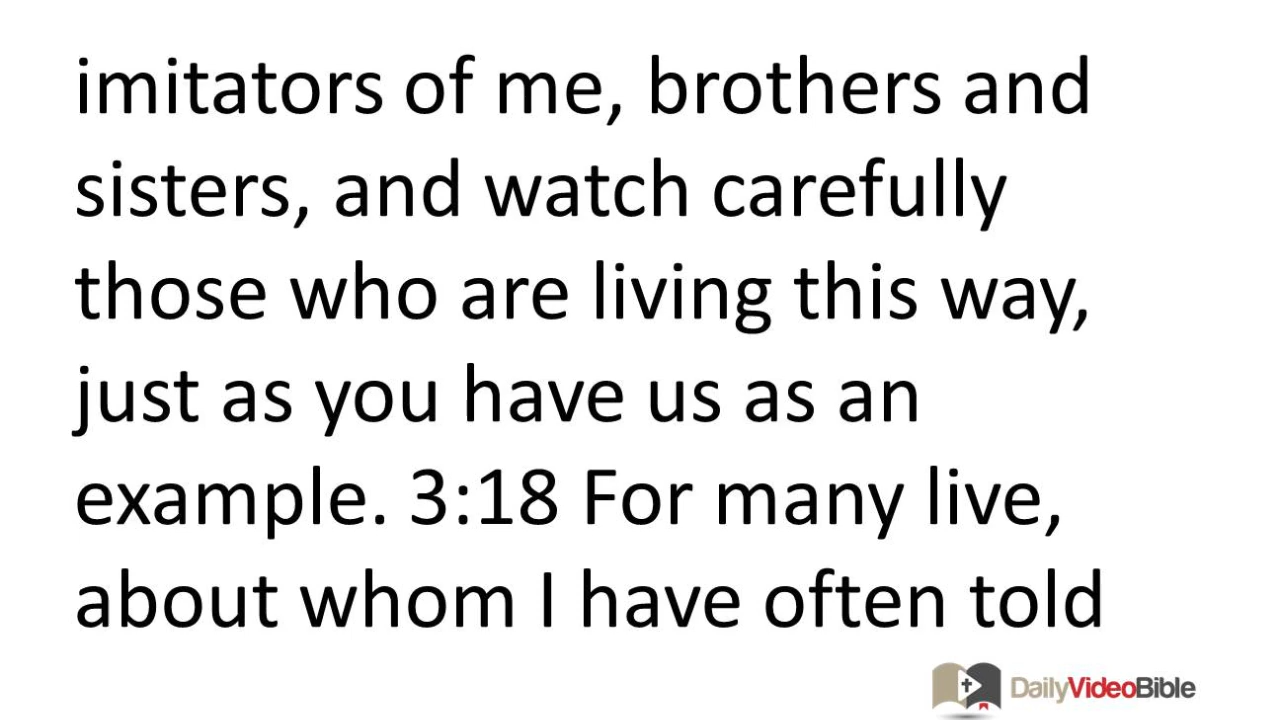 imitators of me, brothers and
sisters, and watch carefully
those who are living this way,
just as you have us as an
example. 3:18 For many live,
about whom I have often told
DailyVideoBible